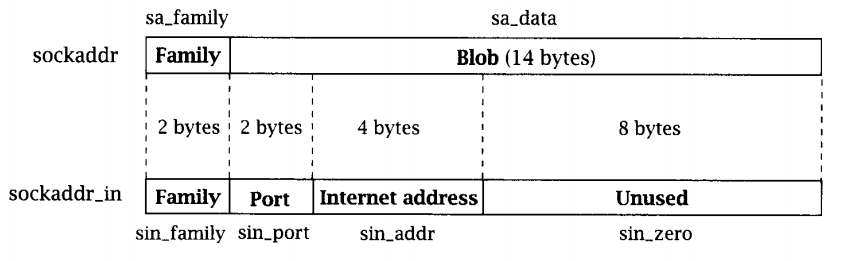 sa_family sa_data
sockaddr Family Blob (14 bytes)
2 bytes 2 bytes 4 bytes 8 bytes
sockaddr_in Family Port Internet address Unused
sin_family sin_port sin_addr sin_zero